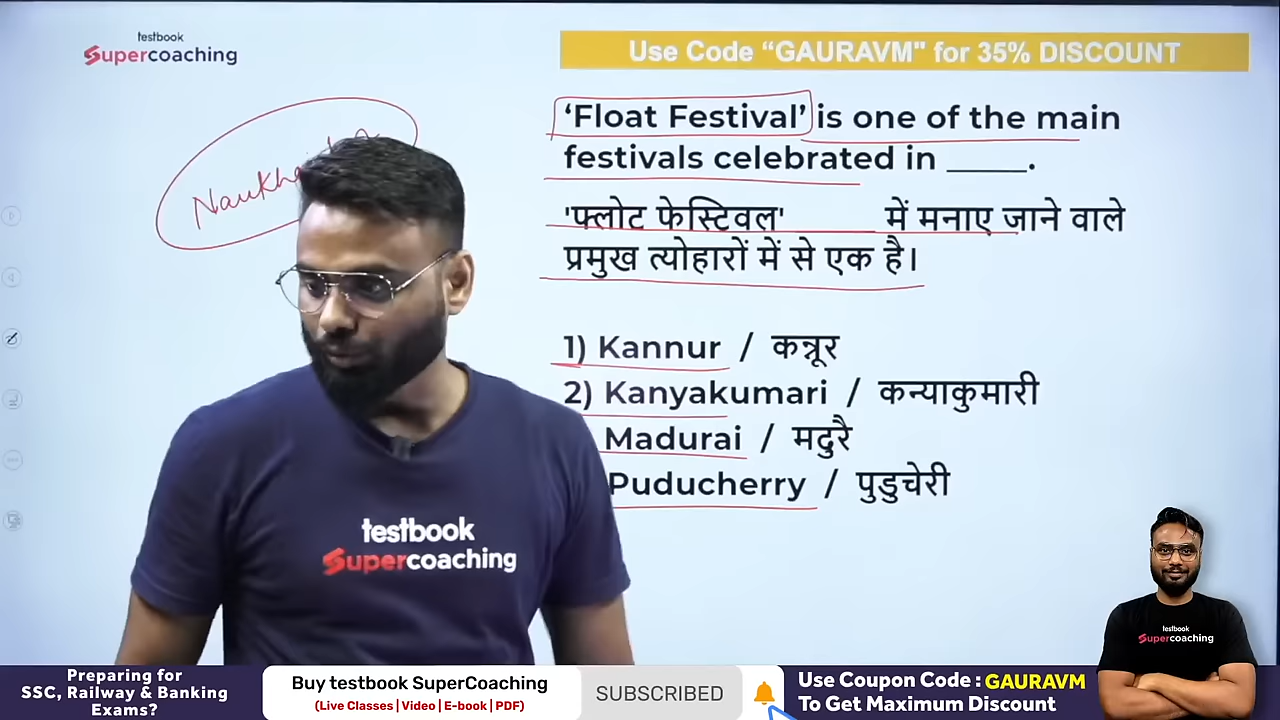 testbook
Supercoaching
Use Code “GAURAVM" for 35% DISCOUNT
‘Float Festival’ is one of the main
festivals celebrated in _____.
'फ्लोट फेस्टिवल' में मनाए जाने वाले
प्रमुख त्योहारों में से एक है।
1) Kannur / कन्नूर
2) Kanyakumari / कन्याकुमारी
Madurai / मदुरै
Puducherry / पुडुचेरी
testbook
Supercoaching
testbook
Supercoaching
Preparing for
SSC, Railway & Banking
Exams?
Buy testbook SuperCoaching
(Live Classes | Video | E-book | PDF)
SUBSCRIBED
Use Coupon Code : GAURAVM
To Get Maximum Discount